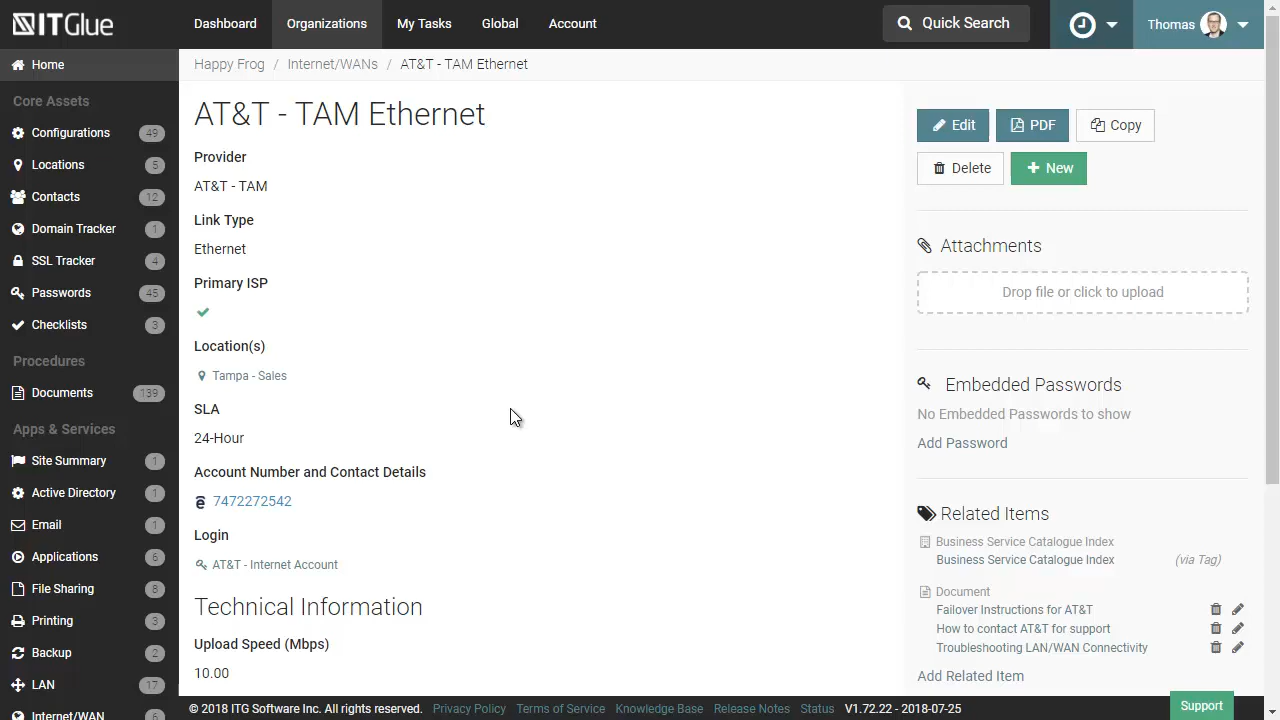 ITGlue
Dashboard
Organizations
My Tasks
Global
Account
Quick Search
Thomas
Home
Core Assets
Configurations 49
Locations 5
Contacts 12
Domain Tracker 1
SSL Tracker 4
Passwords 45
Checklists 3
Procedures
Documents 139
Apps & Services
Site Summary 1
Active Directory 1
Email 1
Applications 6
File Sharing 8
Printing 3
Backup 2
LAN 17
Internet/WAN 6
Happy Frog / Internet/WANs / AT&T - TAM Ethernet
AT&T - TAM Ethernet
Provider
AT&T - TAM
Link Type
Ethernet
Primary ISP
Location(s)
Tampa - Sales
SLA
24-Hour
Account Number and Contact Details
7472272542
Login
AT&T - Internet Account
Technical Information
Upload Speed (Mbps)
10.00
Edit
PDF
Copy
Delete
New
Attachments
Drop file or click to upload
Embedded Passwords
No Embedded Passwords to show
Add Password
Related Items
Business Service Catalogue Index
Business Service Catalogue Index (via Tag)
Document
Failover Instructions for AT&T
How to contact AT&T for support
Troubleshooting LAN/WAN Connectivity
Add Related Item
© 2018 ITG Software Inc. All rights reserved. Privacy Policy Terms of Service Knowledge Base Release Notes Status V1.72.22 - 2018-07-25
Support